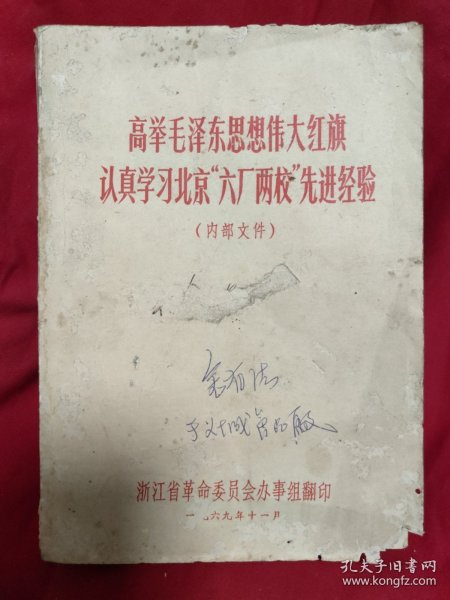 高举毛泽东思想伟大红旗
认真学习北京“六厂两校”先进经验
(内部文件)
浙江省革命委员会办事组翻印
一九六九年十一月
孔夫子旧书网
www.kongfz.com